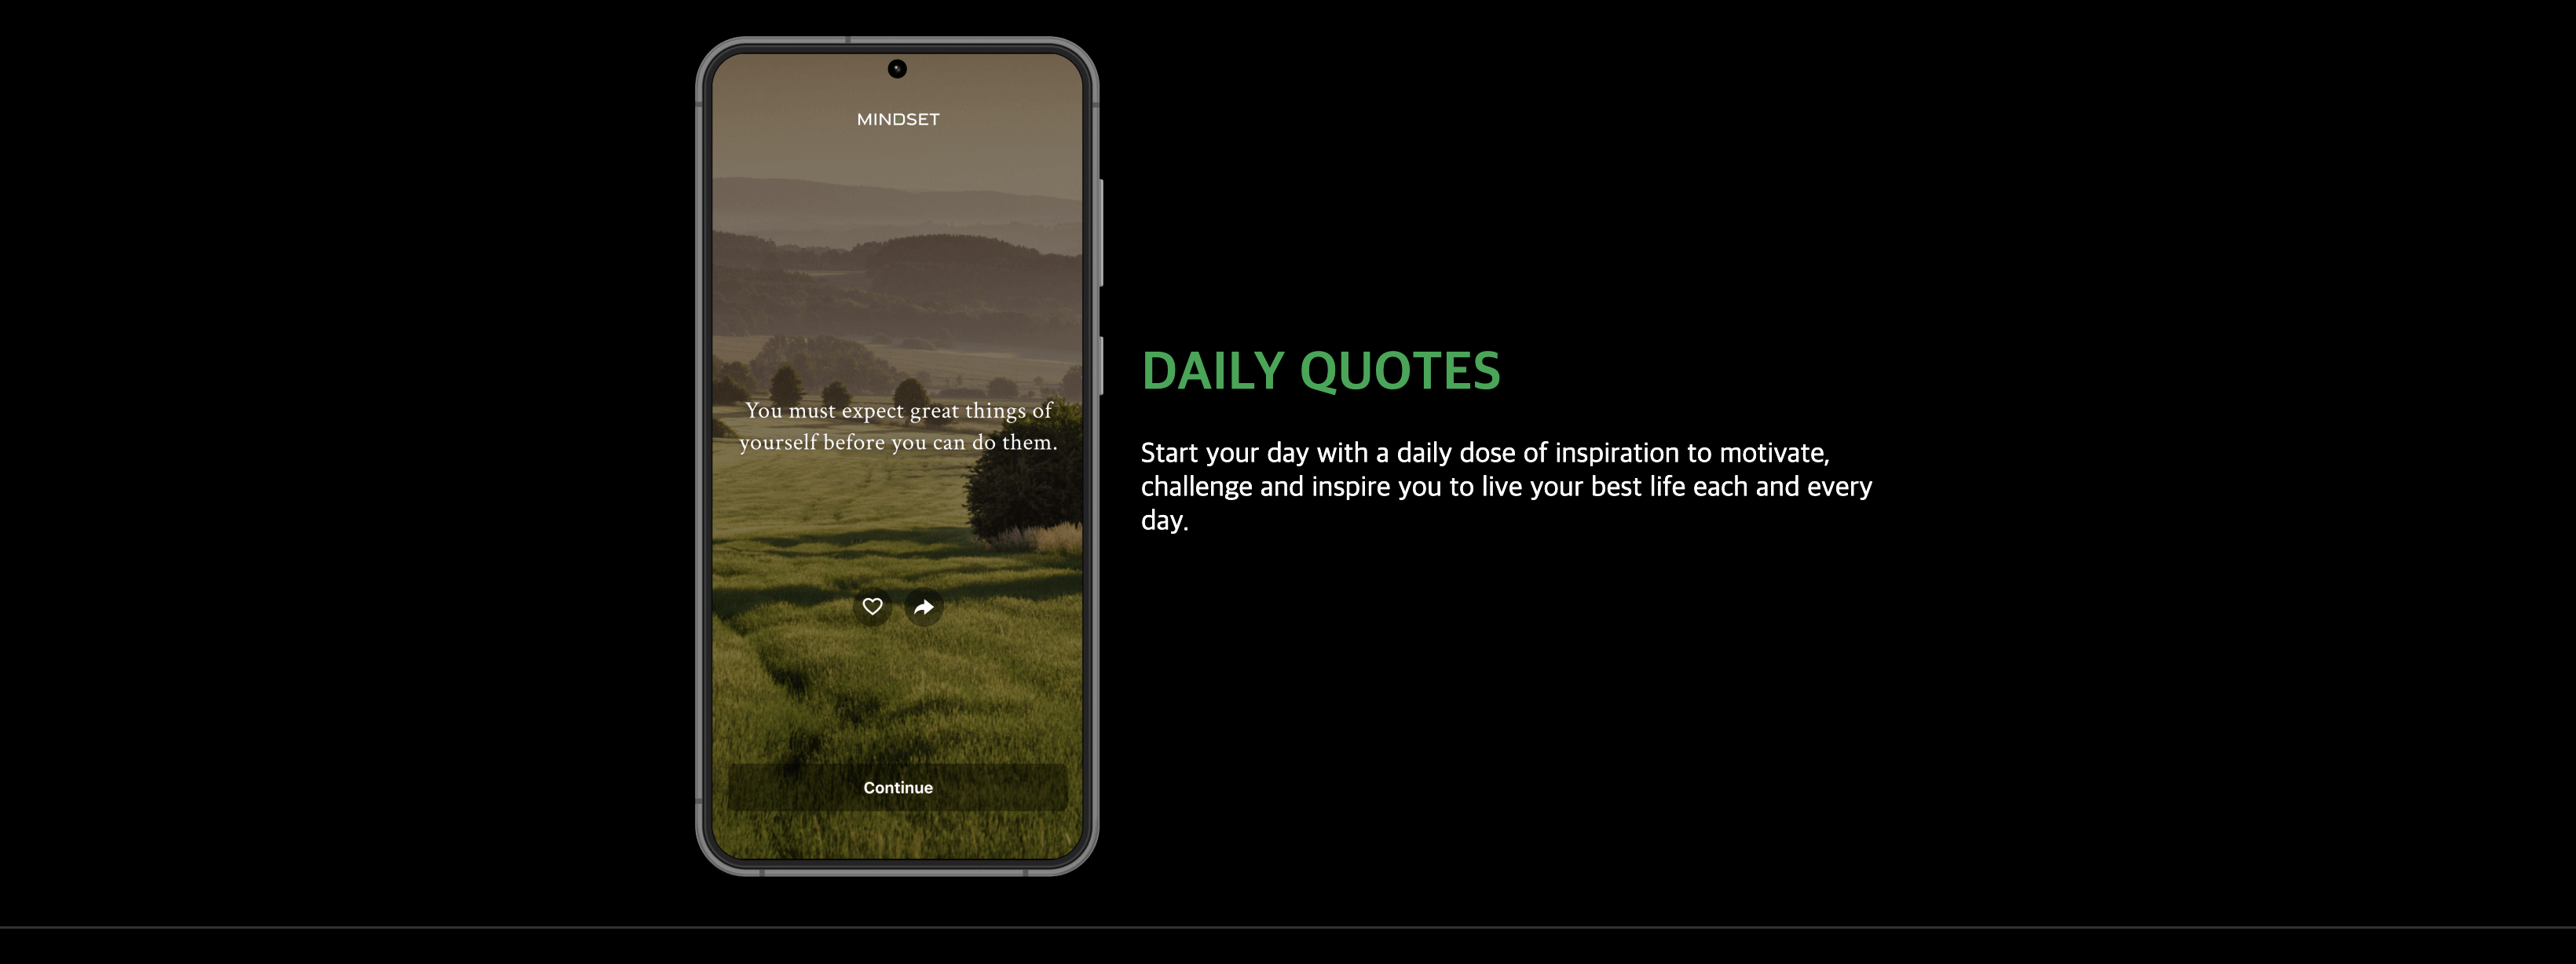 MINDSET
You must expect great things of
yourself before you can do them.
Continue
DAILY QUOTES
Start your day with a daily dose of inspiration to motivate,
challenge and inspire you to live your best life each and every
day.